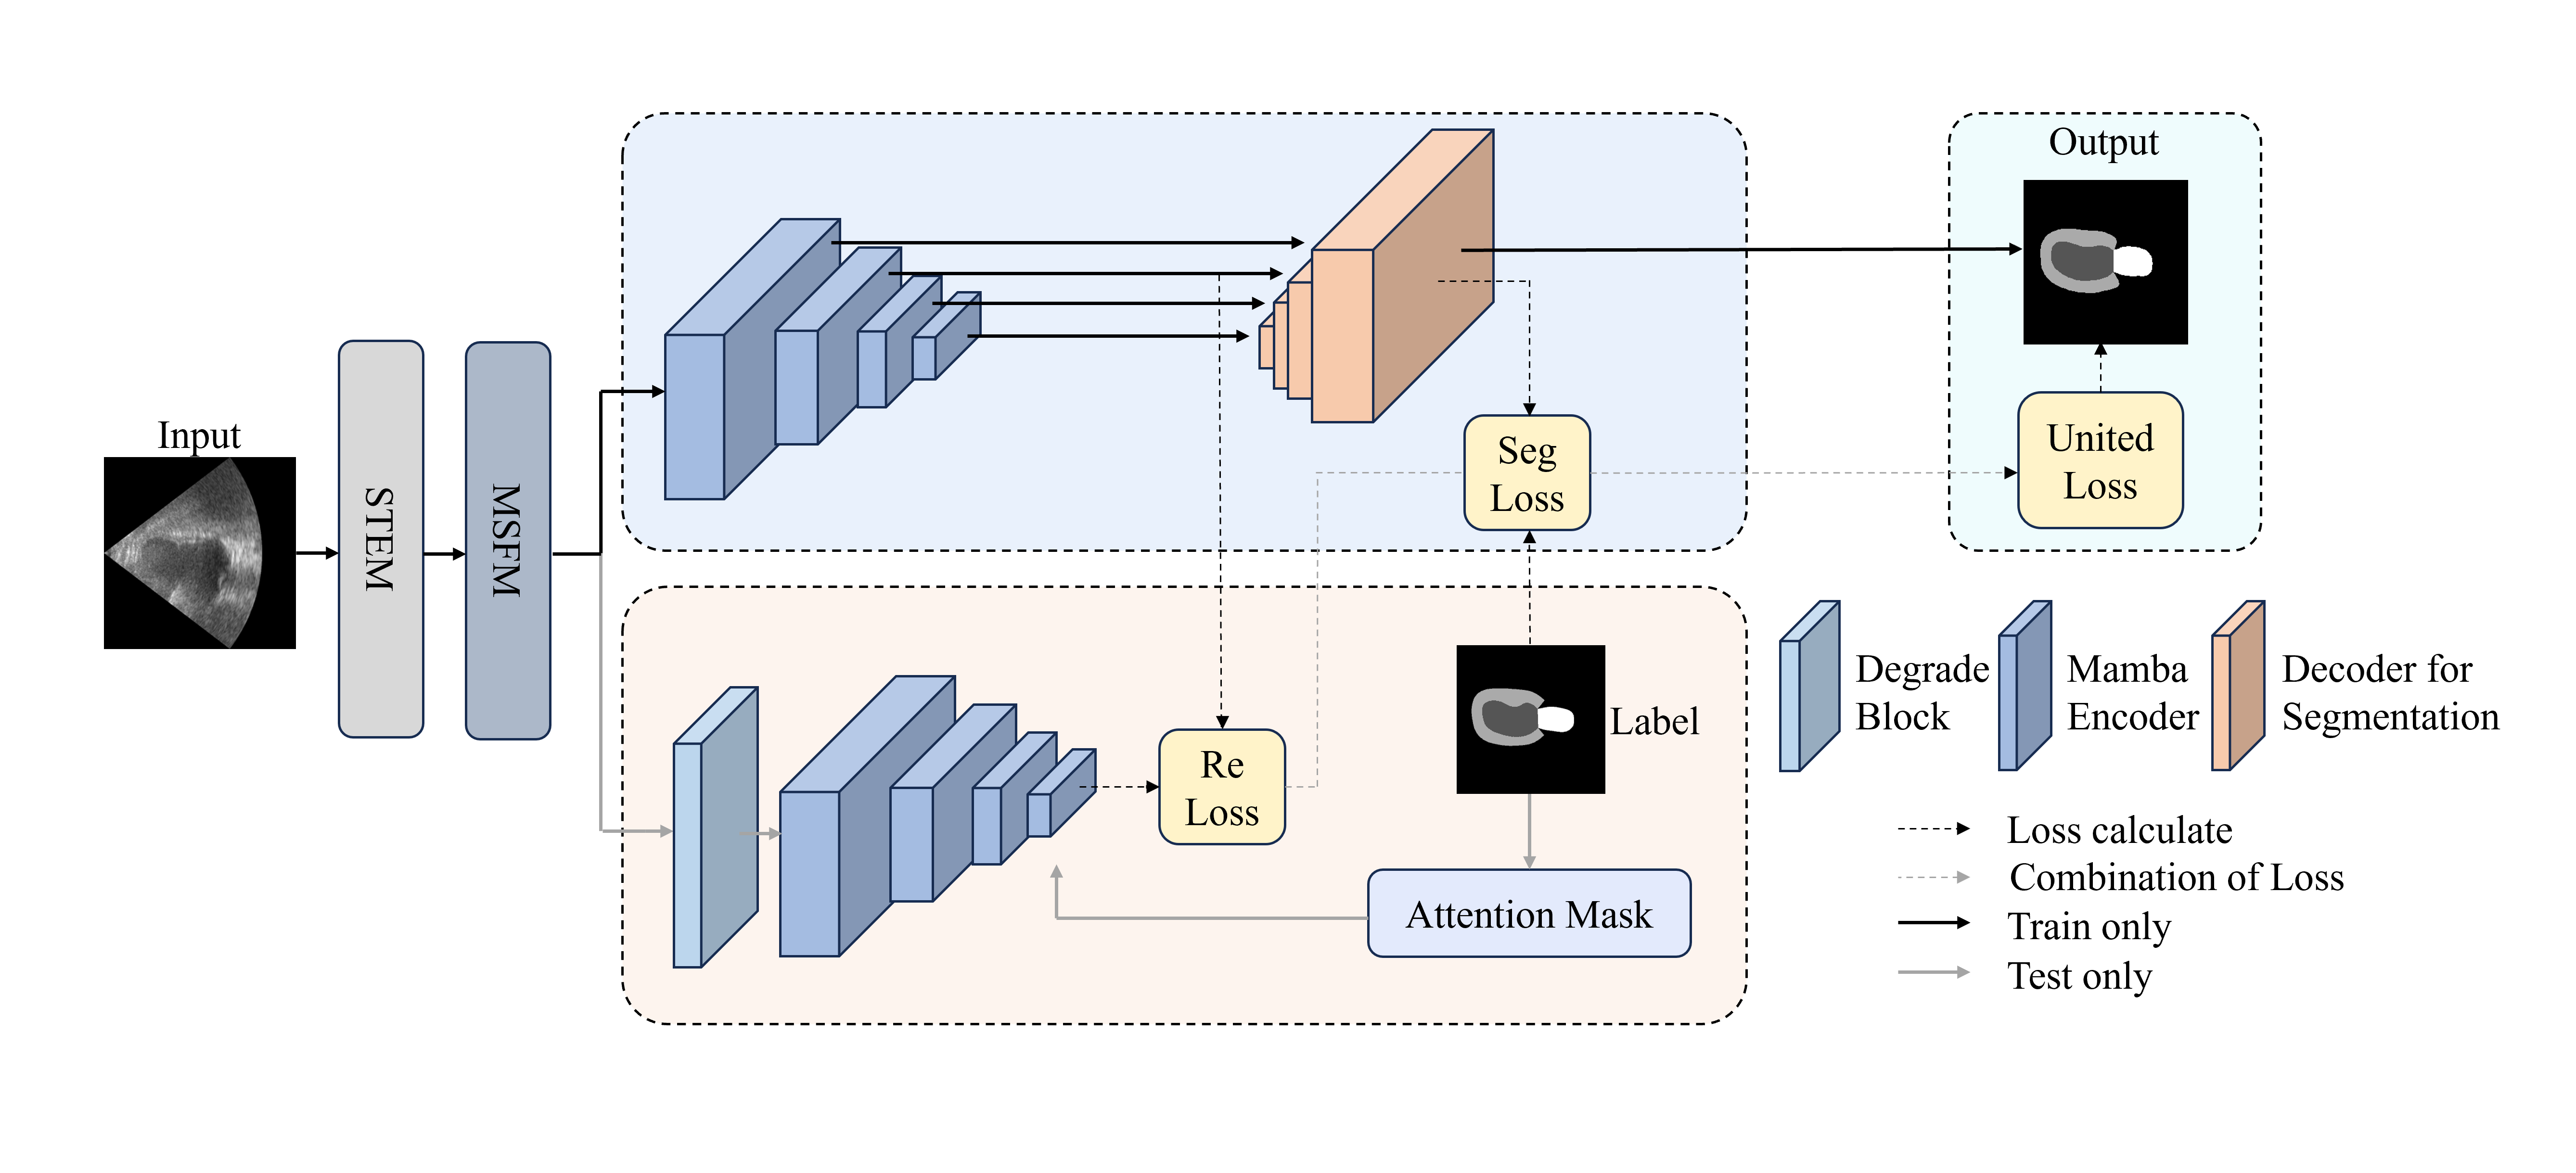 Input
STEM
MSFM
Output
Seg
Loss
United
Loss
Re
Loss
Label
Attention Mask
Degrade
Block
Mamba
Encoder
Decoder for
Segmentation
Loss calculate
Combination of Loss
Train only
Test only